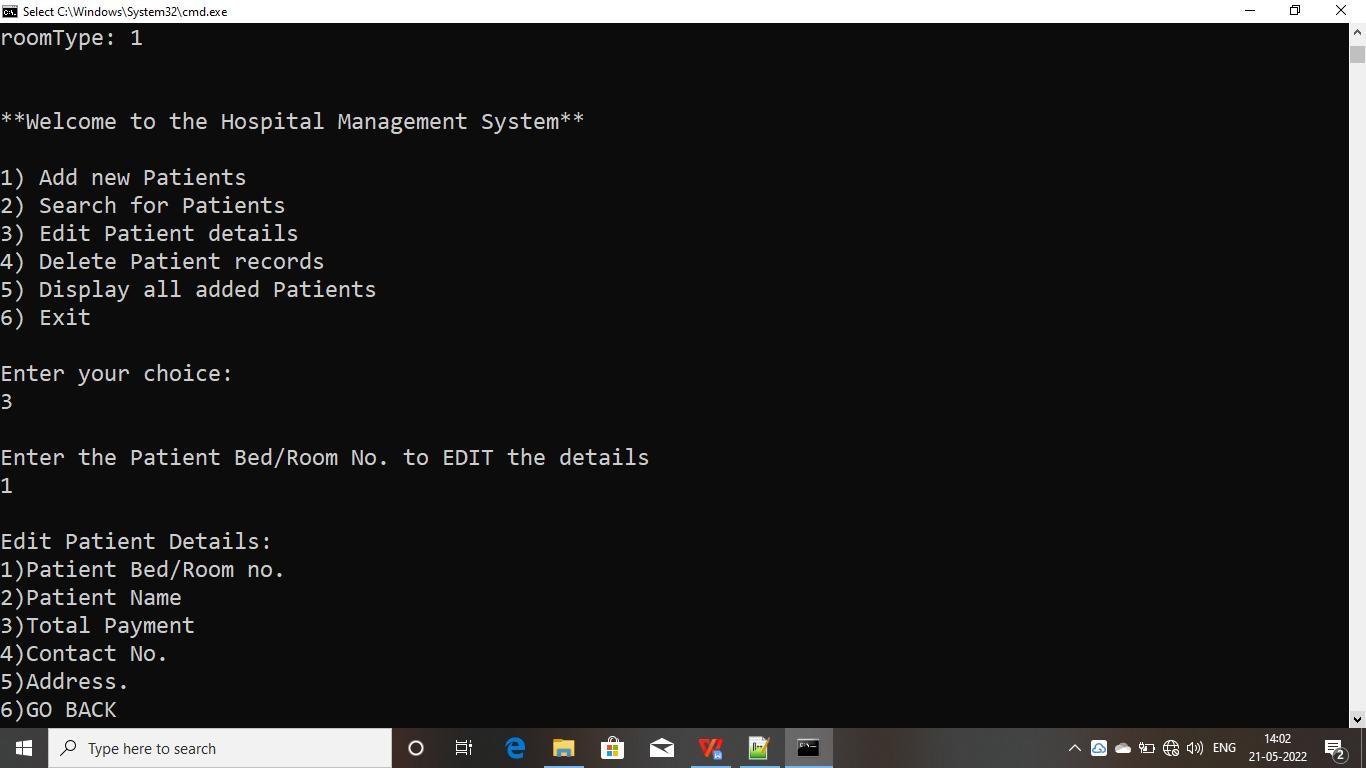 Select C:\Windows\System32\cmd.exe
roomType: 1
**Welcome to the Hospital Management System**
1) Add new Patients
2) Search for Patients
3) Edit Patient details
4) Delete Patient records
5) Display all added Patients
6) Exit
Enter your choice:
3
Enter the Patient Bed/Room No. to EDIT the details
1
Edit Patient Details:
1)Patient Bed/Room no.
2)Patient Name
3)Total Payment
4)Contact No.
5)Address.
6)GO BACK
Type here to search
ENG
14:02
21-05-2022
2